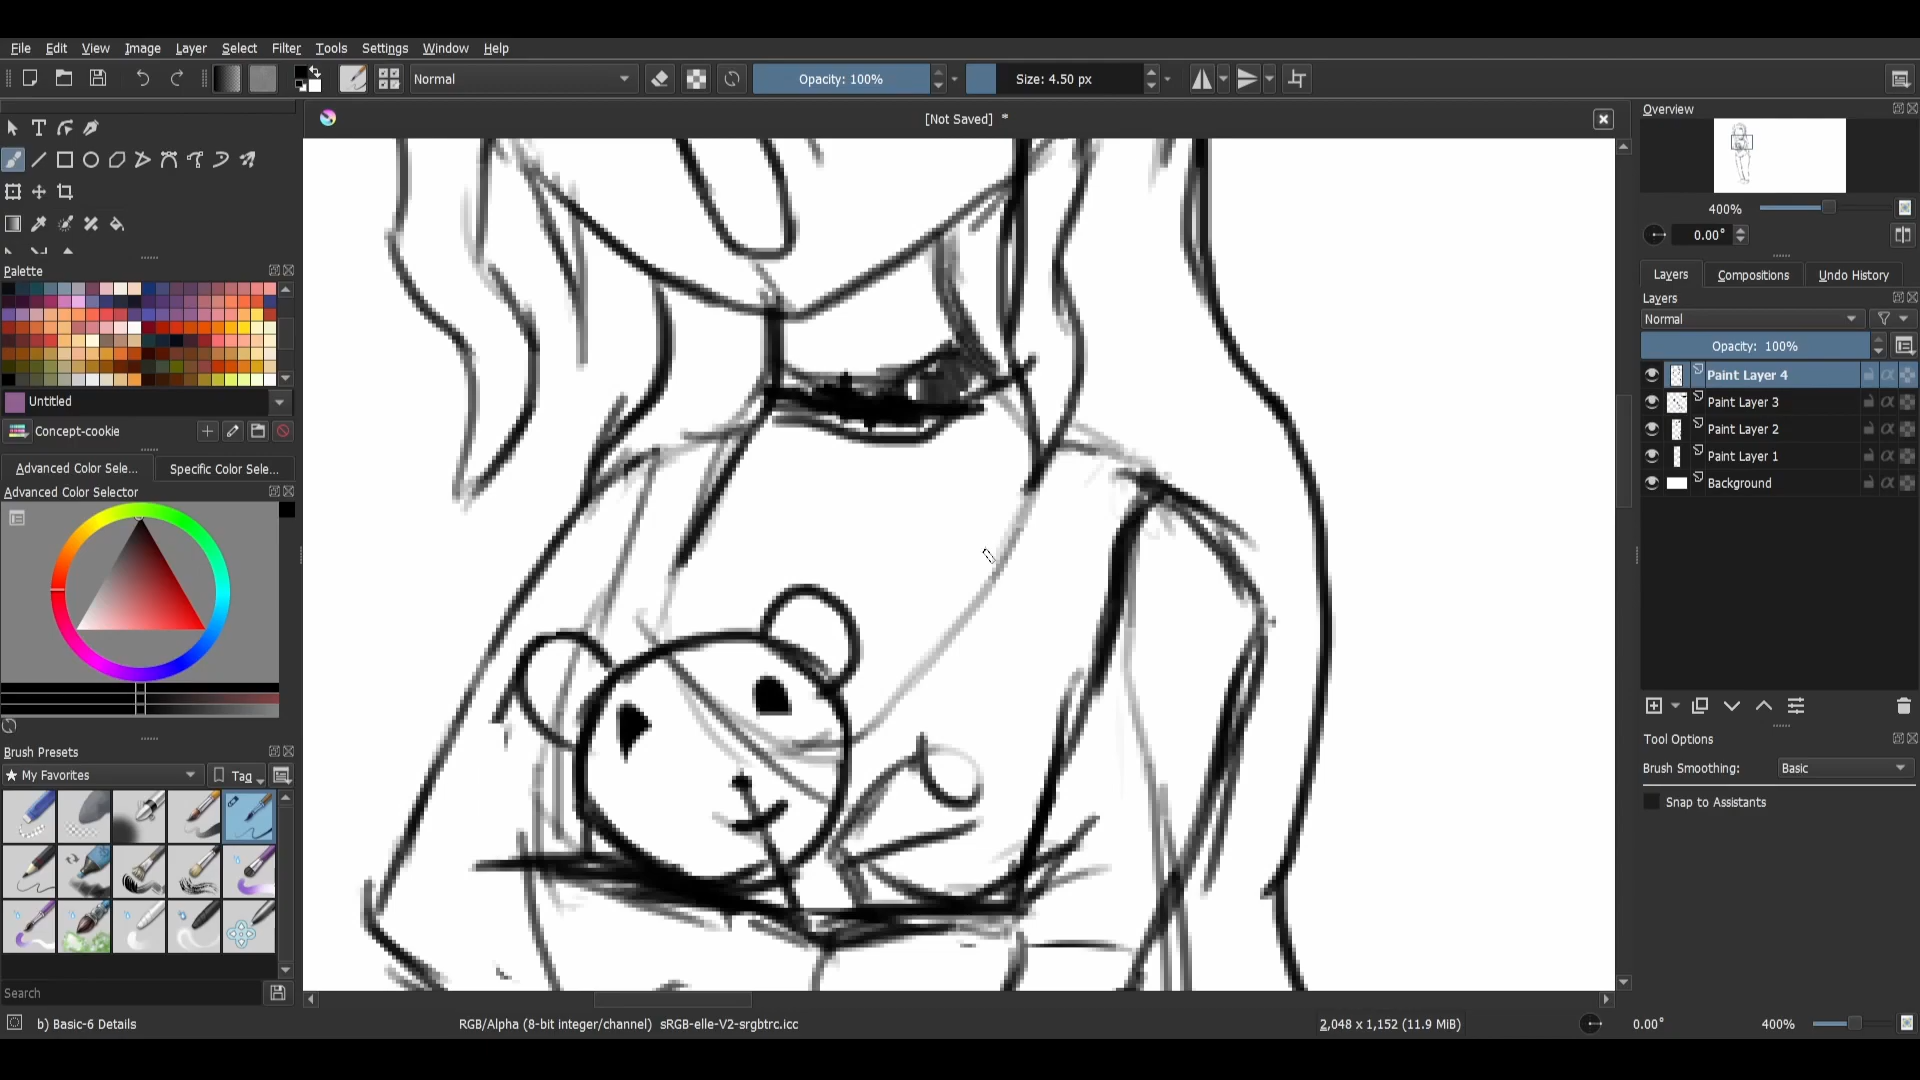 File Edit View Image Layer Select Filter Tools Settings Window Help
Normal
Opacity: 100%
Size: 4.50 px
[Not Saved] *
Overview
400%
0.00°
Palette
Untitled
Concept-cookie
Advanced Color Sele...
Specific Color Sele...
Advanced Color Selector
Brush Presets
My Favorites
Tag
Search
b) Basic-6 Details
RGB/Alpha (8-bit integer/channel) sRGB-elle-V2-srgbtrc.icc
2,048 x 1,152 (11.9 MiB)
0.00°
400%
Layers
Compositions
Undo History
Layers
Normal
Opacity: 100%
Paint Layer 4
Paint Layer 3
Paint Layer 2
Paint Layer 1
Background
Tool Options
Brush Smoothing:
Basic
Snap to Assistants